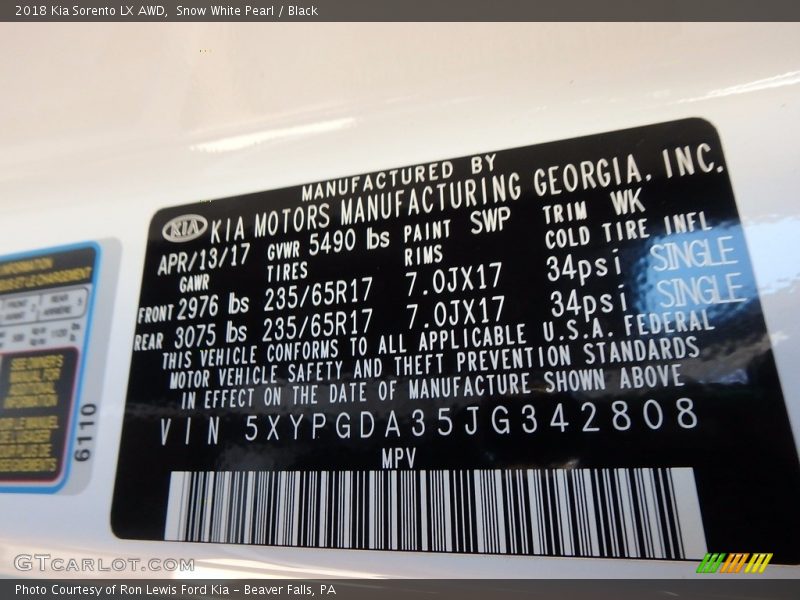 2018 Kia Sorento LX AWD, Snow White Pearl / Black
MANUFACTURED BY
KIA KIA MOTORS MANUFACTURING GEORGIA, INC.
APR/13/17 GVWR 5490 lbs PAINT SWP TRIM WK
GAWR TIRES RIMS COLD TIRE INFL
FRONT 2976 lbs 235/65R17 7.0JX17 34psi SINGLE
REAR 3075 lbs 235/65R17 7.0JX17 34psi SINGLE
THIS VEHICLE CONFORMS TO ALL APPLICABLE U.S.A. FEDERAL
MOTOR VEHICLE SAFETY AND THEFT PREVENTION STANDARDS
IN EFFECT ON THE DATE OF MANUFACTURE SHOWN ABOVE
VIN 5XYPGDA35JG342808
MPV
6110
GTCARLOT.COM
Photo Courtesy of Ron Lewis Ford Kia – Beaver Falls, PA